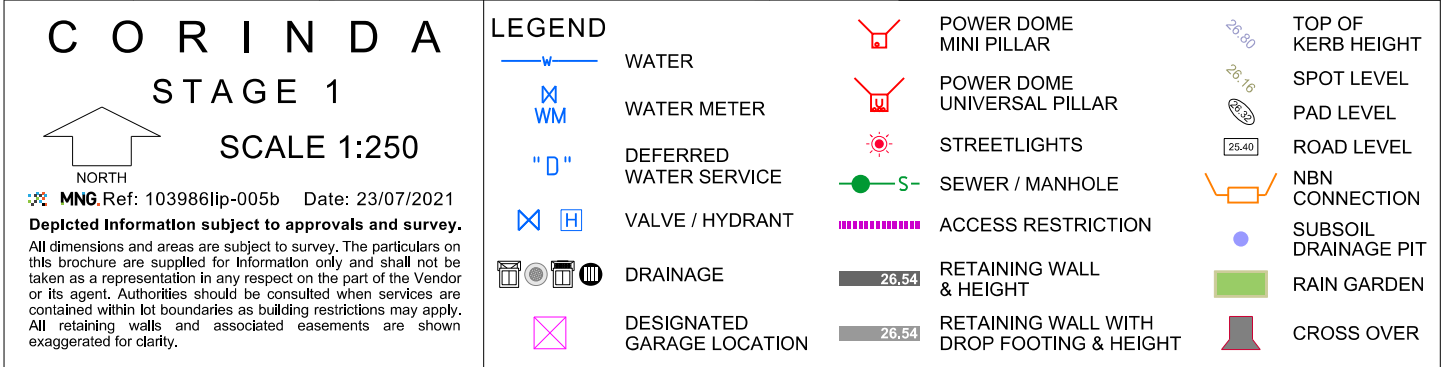 CORINDA
STAGE 1
SCALE 1:250
NORTH
MNG. Ref: 103986lip-005b Date: 23/07/2021
Depicted Information subject to approvals and survey.
All dimensions and areas are subject to survey. The particulars on
this brochure are supplied for Information only and shall not be
taken as a representation in any respect on the part of the Vendor
or its agent. Authorities should be consulted when services are
contained within lot boundaries as building restrictions may apply.
All retaining walls and associated easements are shown
exaggerated for clarity.
LEGEND
W WATER
WM WATER METER
"D" DEFERRED
WATER SERVICE
H VALVE / HYDRANT
DRAINAGE
DESIGNATED
GARAGE LOCATION
POWER DOME
MINI PILLAR
U POWER DOME
UNIVERSAL PILLAR
STREETLIGHTS
S SEWER / MANHOLE
ACCESS RESTRICTION
26.54 RETAINING WALL
& HEIGHT
26.54 RETAINING WALL WITH
DROP FOOTING & HEIGHT
26.80 TOP OF
KERB HEIGHT
26.16 SPOT LEVEL
26.32 PAD LEVEL
25.40 ROAD LEVEL
NBN
CONNECTION
SUBSOIL
DRAINAGE PIT
RAIN GARDEN
CROSS OVER